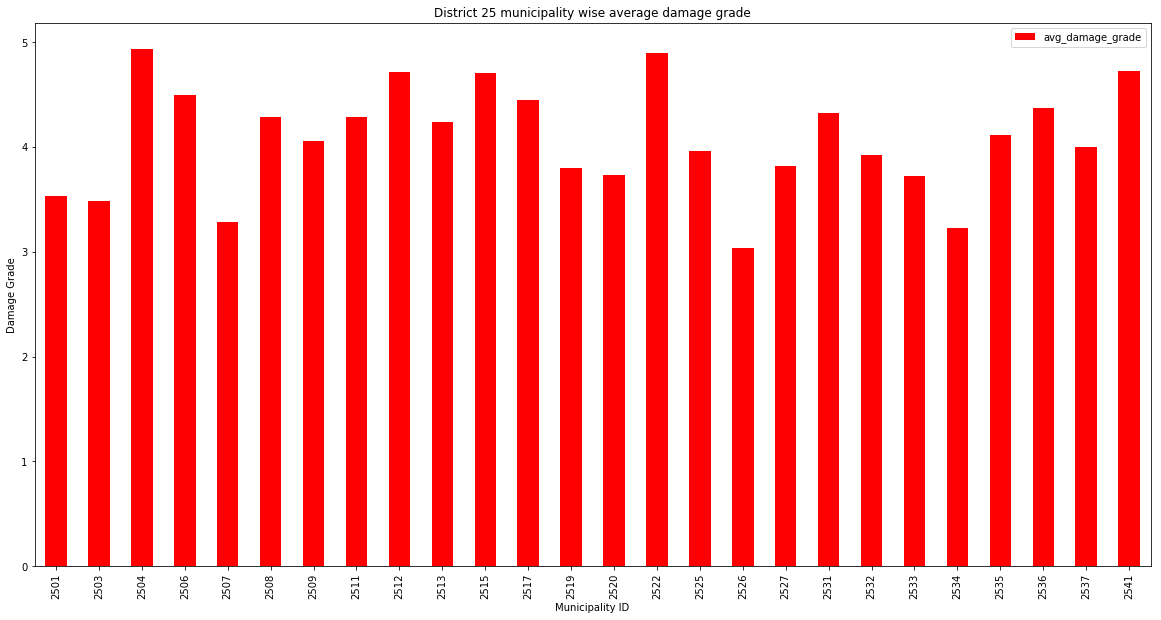 District 25 municipality wise average damage grade
avg_damage_grade
Damage Grade
5
4
3
2
1
0
2501 2503 2504 2506 2507 2508 2509 2511 2512 2513 2515 2517 2519 2520 2522 2525 2526 2527 2531 2532 2533 2534 2535 2536 2537 2541
Municipality ID